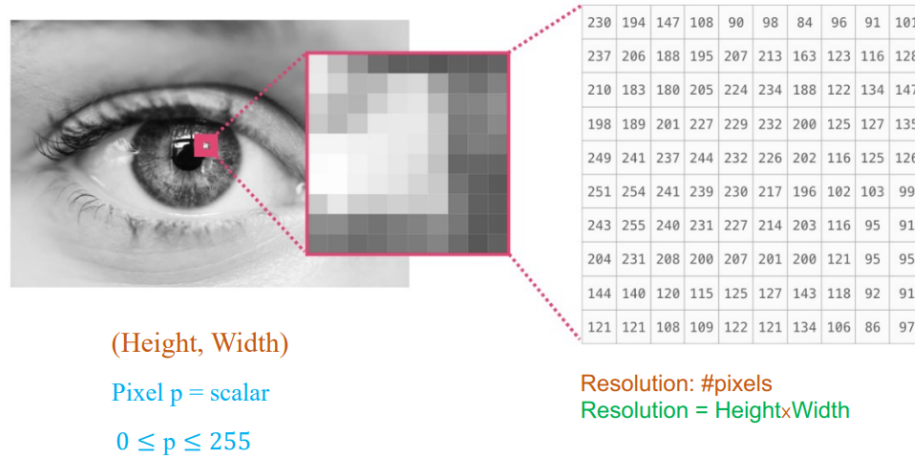 230 194 147 108 90 98 84 96 91 101
237 206 188 195 207 213 163 123 116 128
210 183 180 205 224 234 188 122 134 147
198 189 201 227 229 232 200 125 127 135
249 241 237 244 232 226 202 116 125 126
251 254 241 239 230 217 196 102 103 99
243 255 240 231 227 214 203 116 95 91
204 231 208 200 207 201 200 121 95 95
144 140 120 115 125 127 143 118 92 91
121 121 108 109 122 121 134 106 86 97
(Height, Width)
Pixel p = scalar
0 ≤ p ≤ 255
Resolution: #pixels
Resolution = HeightxWidth